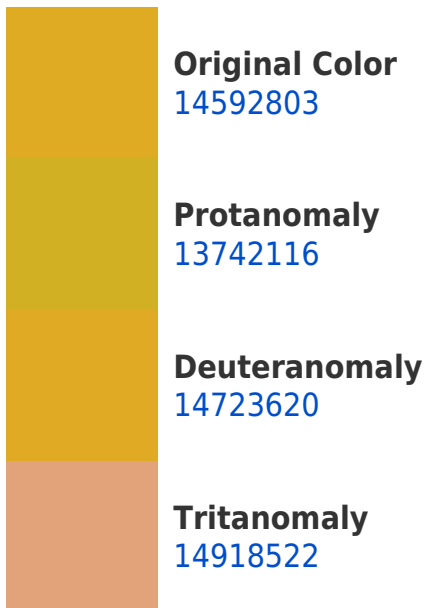 Original Color
14592803
Protanomaly
13742116
Deuteranomaly
14723620
Tritanomaly
14918522